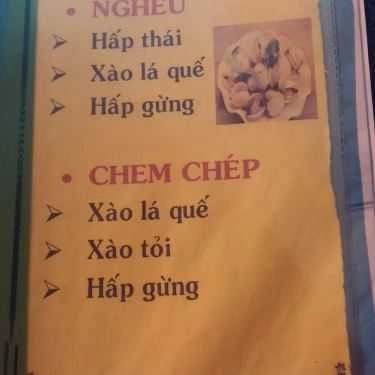 • NGHÊU
➢ Hấp thái
➢ Xào lá quế
➢ Hấp gừng
• CHEM CHÉP
➢ Xào lá quế
➢ Xào tỏi
➢ Hấp gừng